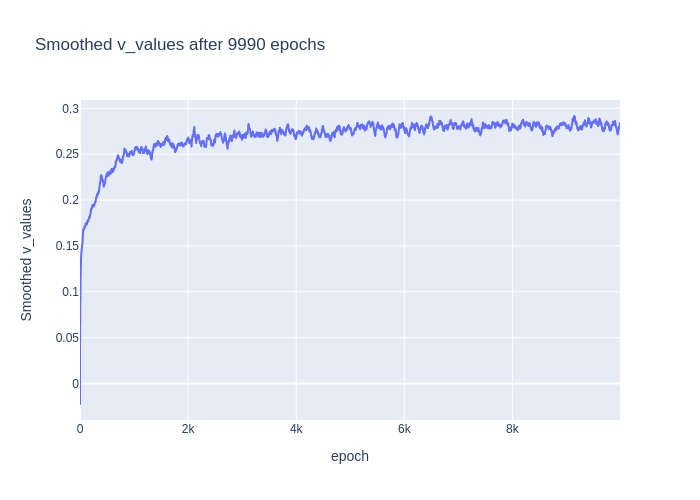 Smoothed v_values after 9990 epochs
Smoothed v_values
0.3
0.25
0.2
0.15
0.1
0.05
0
0
2k
4k
6k
8k
epoch